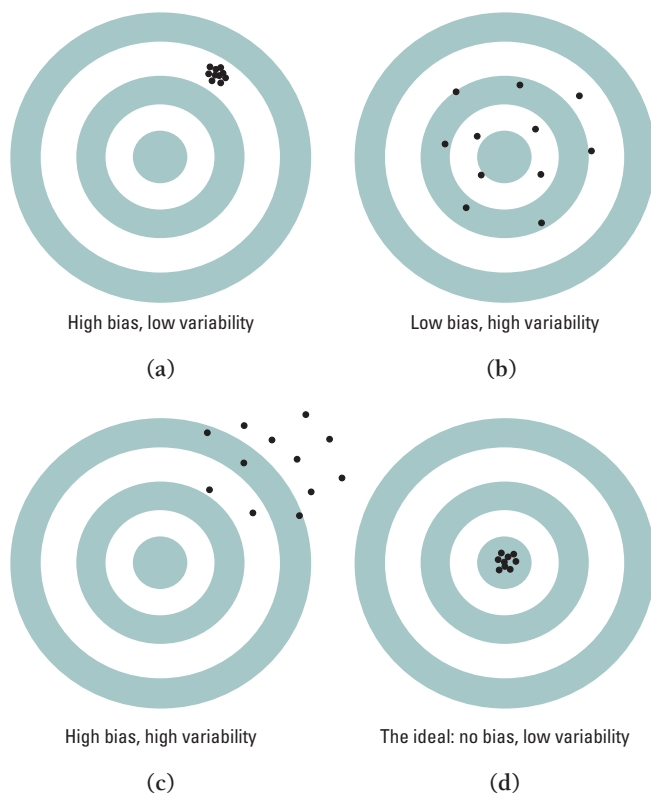 High bias, low variability
Low bias, high variability
(a)
(b)
High bias, high variability
The ideal: no bias, low variability
(c)
(d)